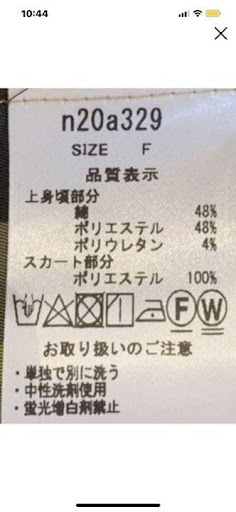 10:44
n20a329
SIZE F
品質表示
上身頃部分
綿 48%
ポリエステル 48%
ポリウレタン 4%
スカート部分
ポリエステル 100%
F W
お取り扱いのご注意
・単独で別に洗う
・中性洗剤使用
・蛍光増白剤禁止